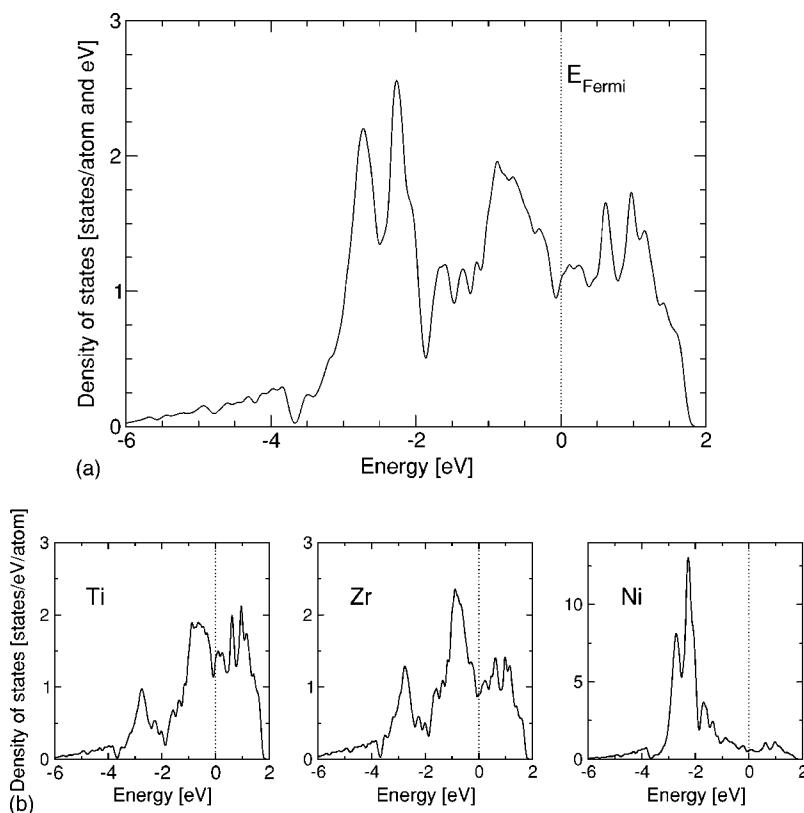 3
2
1
0
Density of states [states/atom and eV]
E_Fermi
-6 -4 -2 0 2
Energy [eV]
(a)
Density of states [states/eV/atom]
3
2
1
0
Ti
-6 -4 -2 0 2
Energy [eV]
3
2
1
0
Zr
-6 -4 -2 0 2
Energy [eV]
10
5
0
Ni
-6 -4 -2 0 2
Energy [eV]
(b)